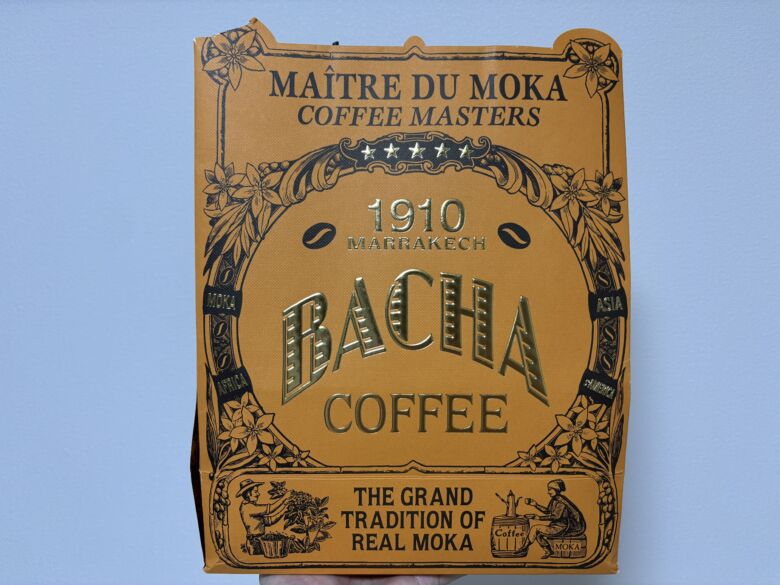 MAÎTRE DU MOKA
COFFEE MASTERS
1910
MARRAKECH
MOKA
ASIA
BACHA
AFRICA
AMERICA
COFFEE
THE GRAND
TRADITION OF
REAL MOKA
Coffee
MOKA